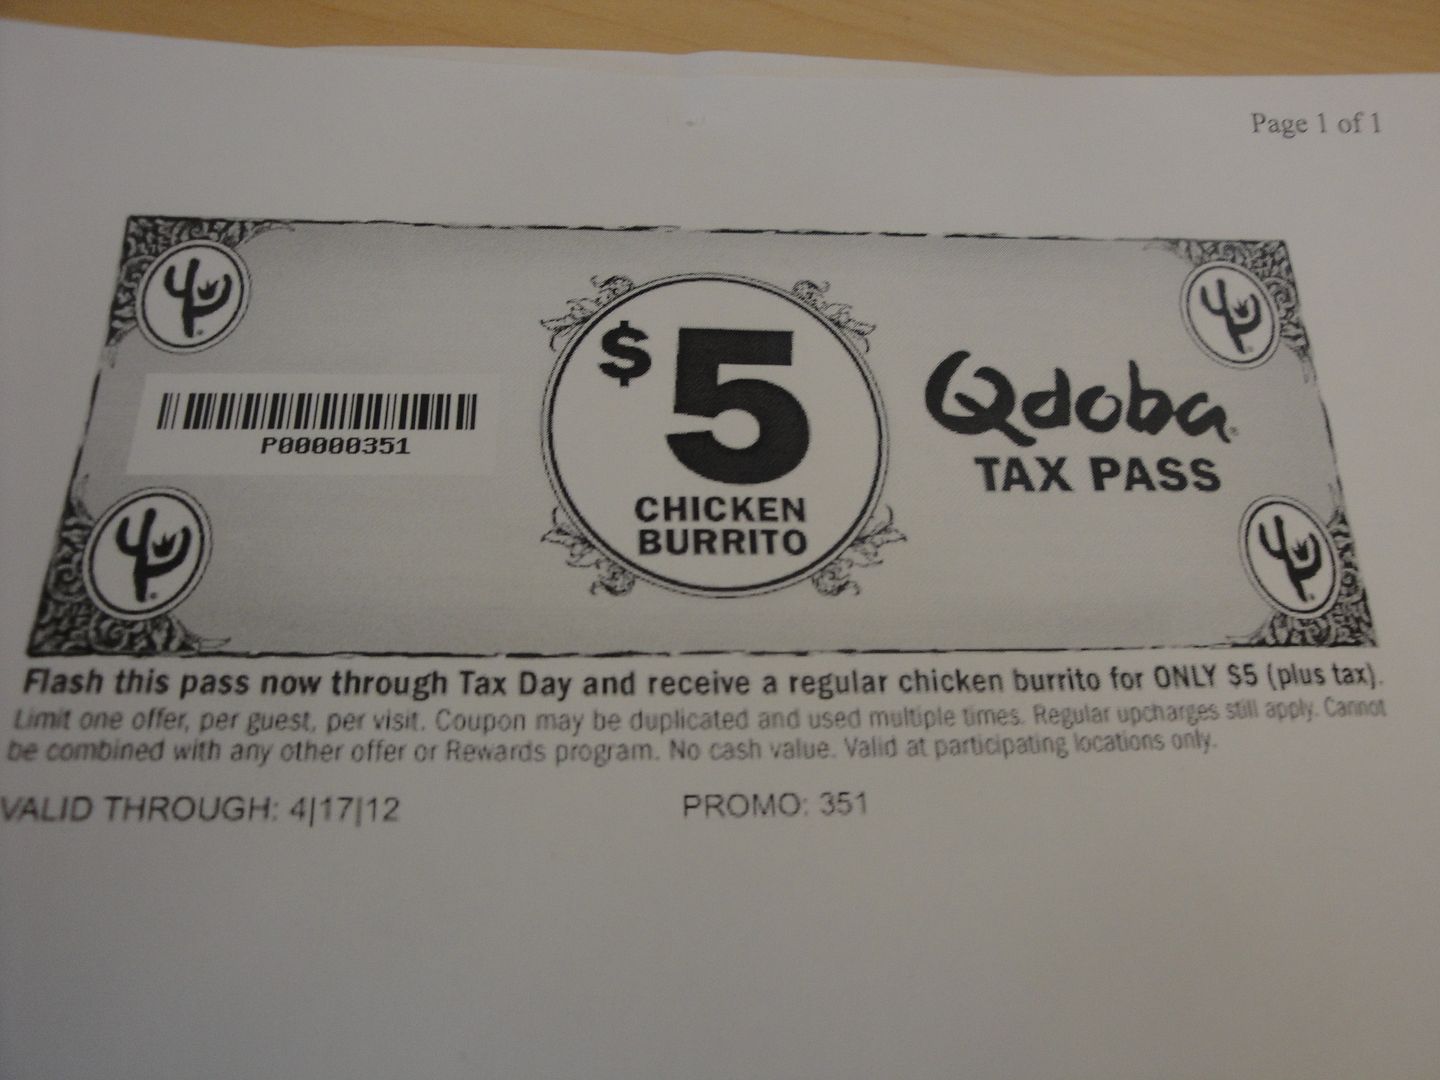 Page 1 of 1
P00000351
$5
CHICKEN
BURRITO
Qdoba®
TAX PASS
Flash this pass now through Tax Day and receive a regular chicken burrito for ONLY $5 (plus tax).
Limit one offer, per guest, per visit. Coupon may be duplicated and used multiple times. Regular upcharges still apply. Cannot
be combined with any other offer or Rewards program. No cash value. Valid at participating locations only.
VALID THROUGH: 4|17|12
PROMO: 351